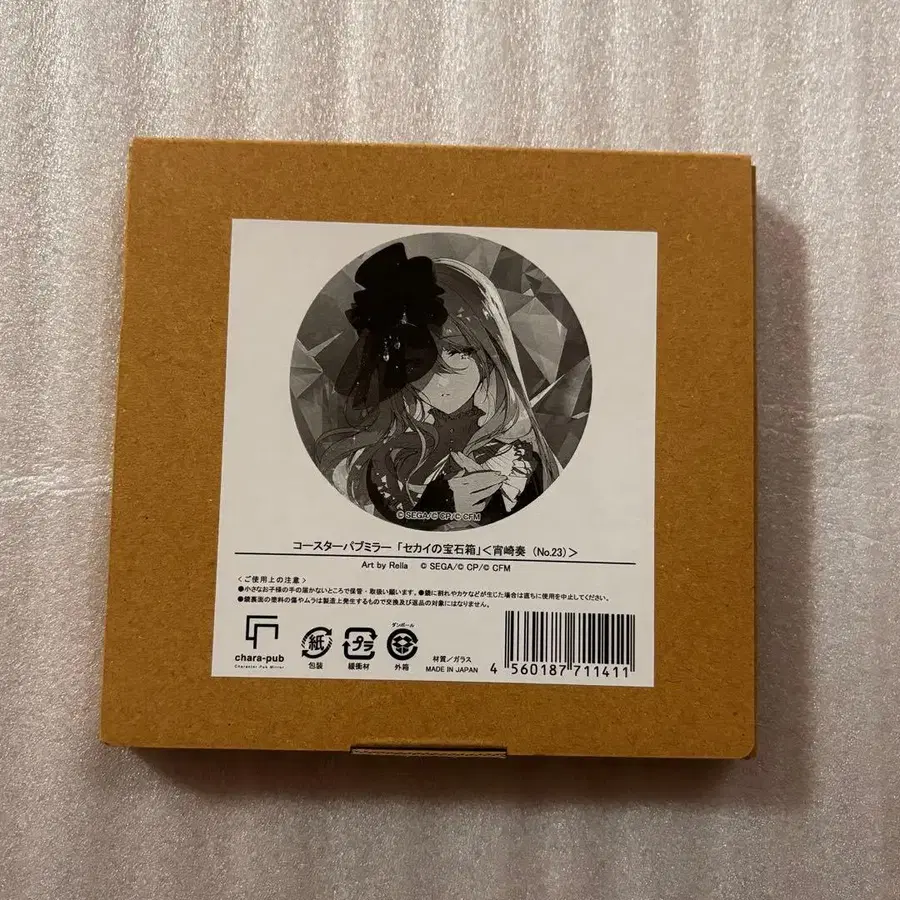 © SEGA/© CP/© CFM
コースターパブミラー「セカイの宝石箱」<宵崎奏（No.23）>
Art by Rella © SEGA/© CP/© CFM
＜ご使用上の注意＞
●小さなお子様の手の届かないところで保管・取扱い願います。●鏡に割れやカケなどが生じた場合は直ちに使用を中止してください。
●鏡裏面の塗料の傷やムラは製造上発生するもので交換及び返品の対象にはなりません。
chara-pub
Character Pub Mirror
紙
包装
プラ
緩衝材
ダンボール
外箱
材質／ガラス
MADE IN JAPAN
4 560187 711411